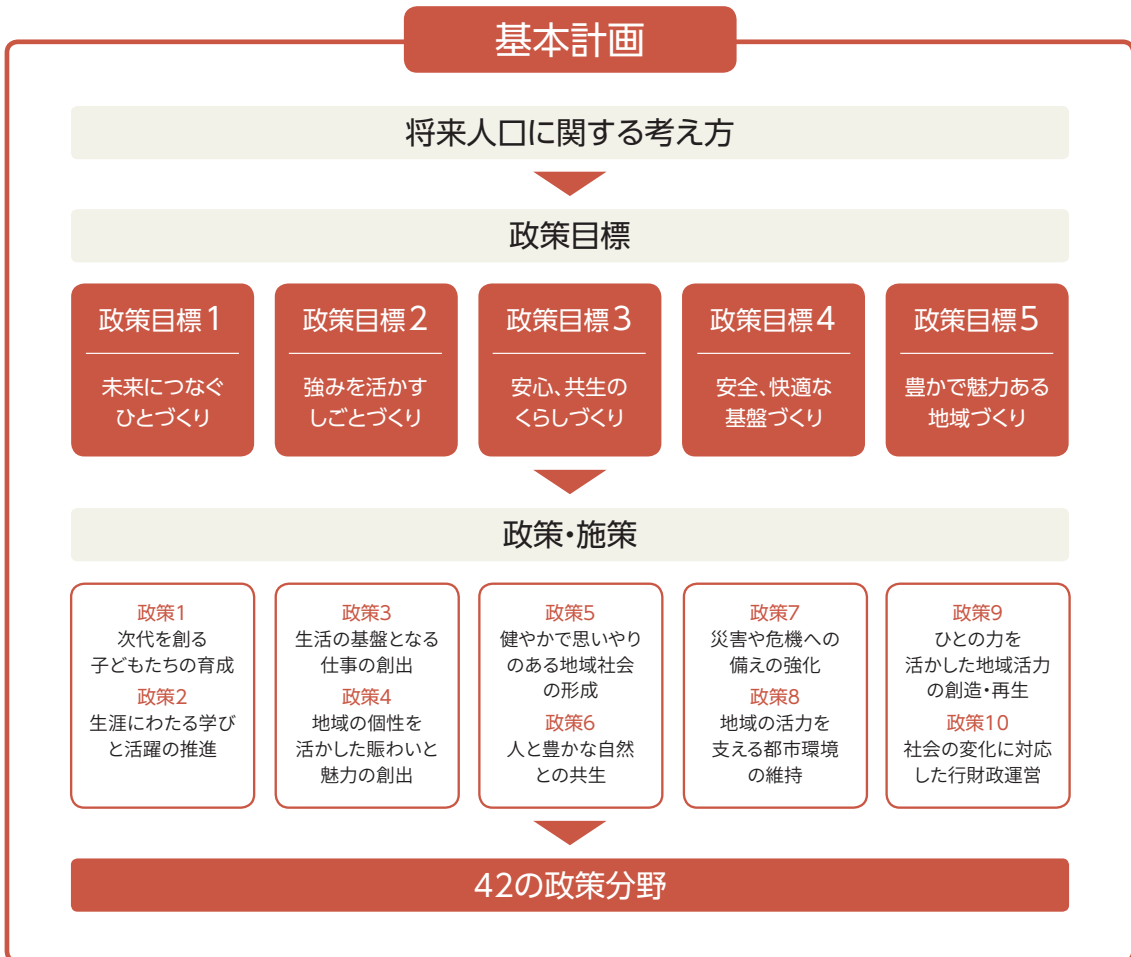 基本計画
将来人口に関する考え方
政策目標
政策目標1
未来につなぐ
ひとづくり
政策目標2
強みを活かす
しごとづくり
政策目標3
安心、共生の
くらしづくり
政策目標4
安全、快適な
基盤づくり
政策目標5
豊かで魅力ある
地域づくり
政策・施策
政策1
次代を創る
子どもたちの育成
政策2
生涯にわたる学び
と活躍の推進
政策3
生活の基盤となる
仕事の創出
政策4
地域の個性を
活かした賑わいと
魅力の創出
政策5
健やかで思いやり
のある地域社会
の形成
政策6
人と豊かな自然
との共生
政策7
災害や危機への
備えの強化
政策8
地域の活力を
支える都市環境
の維持
政策9
ひとの力を
活かした地域活力
の創造・再生
政策10
社会の変化に対応
した行財政運営
42の政策分野